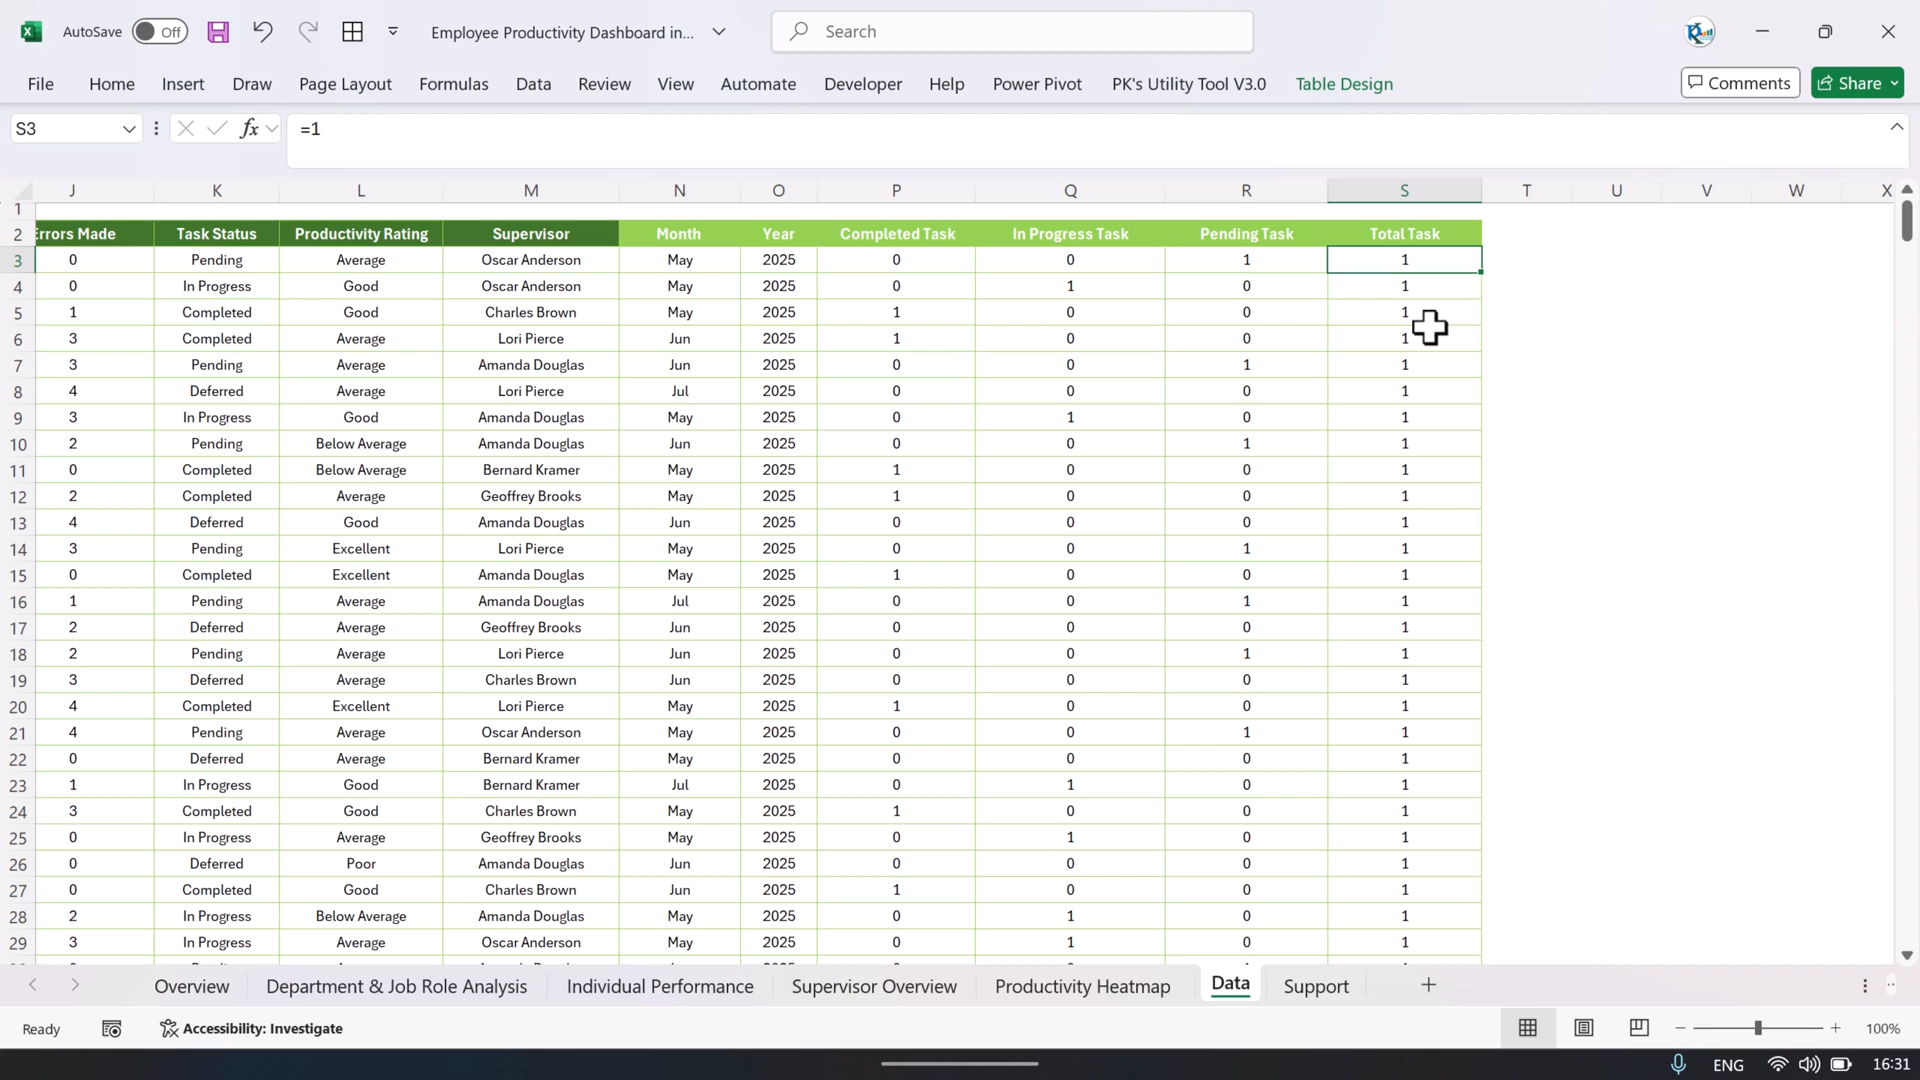 AutoSave Off Employee Productivity Dashboard in... Search
File Home Insert Draw Page Layout Formulas Data Review View Automate Developer Help Power Pivot PK's Utility Tool V3.0 Table Design Comments Share
S3 fx =1
J K L M N O P Q R S T U V W X
1
2 Errors Made Task Status Productivity Rating Supervisor Month Year Completed Task In Progress Task Pending Task Total Task
3 0 Pending Average Oscar Anderson May 2025 0 0 1 1
4 0 In Progress Good Oscar Anderson May 2025 0 1 0 1
5 1 Completed Good Charles Brown May 2025 1 0 0 1
6 3 Completed Average Lori Pierce Jun 2025 1 0 0 1
7 3 Pending Average Amanda Douglas Jun 2025 0 0 1 1
8 4 Deferred Average Lori Pierce Jul 2025 0 0 0 1
9 3 In Progress Good Amanda Douglas May 2025 0 1 0 1
10 2 Pending Below Average Amanda Douglas Jun 2025 0 0 1 1
11 0 Completed Below Average Bernard Kramer May 2025 1 0 0 1
12 2 Completed Average Geoffrey Brooks May 2025 1 0 0 1
13 4 Deferred Good Amanda Douglas Jun 2025 0 0 0 1
14 3 Pending Excellent Lori Pierce May 2025 0 0 1 1
15 0 Completed Excellent Amanda Douglas May 2025 1 0 0 1
16 1 Pending Average Amanda Douglas Jul 2025 0 0 1 1
17 2 Deferred Average Geoffrey Brooks Jun 2025 0 0 0 1
18 2 Pending Average Lori Pierce Jun 2025 0 0 1 1
19 3 Deferred Average Charles Brown Jun 2025 0 0 0 1
20 4 Completed Excellent Lori Pierce May 2025 1 0 0 1
21 4 Pending Average Oscar Anderson May 2025 0 0 1 1
22 0 Deferred Average Bernard Kramer May 2025 0 0 0 1
23 1 In Progress Good Bernard Kramer Jul 2025 0 1 0 1
24 3 Completed Good Charles Brown May 2025 1 0 0 1
25 0 In Progress Average Geoffrey Brooks May 2025 0 1 0 1
26 0 Deferred Poor Amanda Douglas Jun 2025 0 0 0 1
27 0 Completed Good Charles Brown Jun 2025 1 0 0 1
28 2 In Progress Below Average Amanda Douglas May 2025 0 1 0 1
29 3 In Progress Average Oscar Anderson May 2025 0 1 0 1
Overview Department & Job Role Analysis Individual Performance Supervisor Overview Productivity Heatmap Data Support
Ready Accessibility: Investigate 100%
ENG 16:31